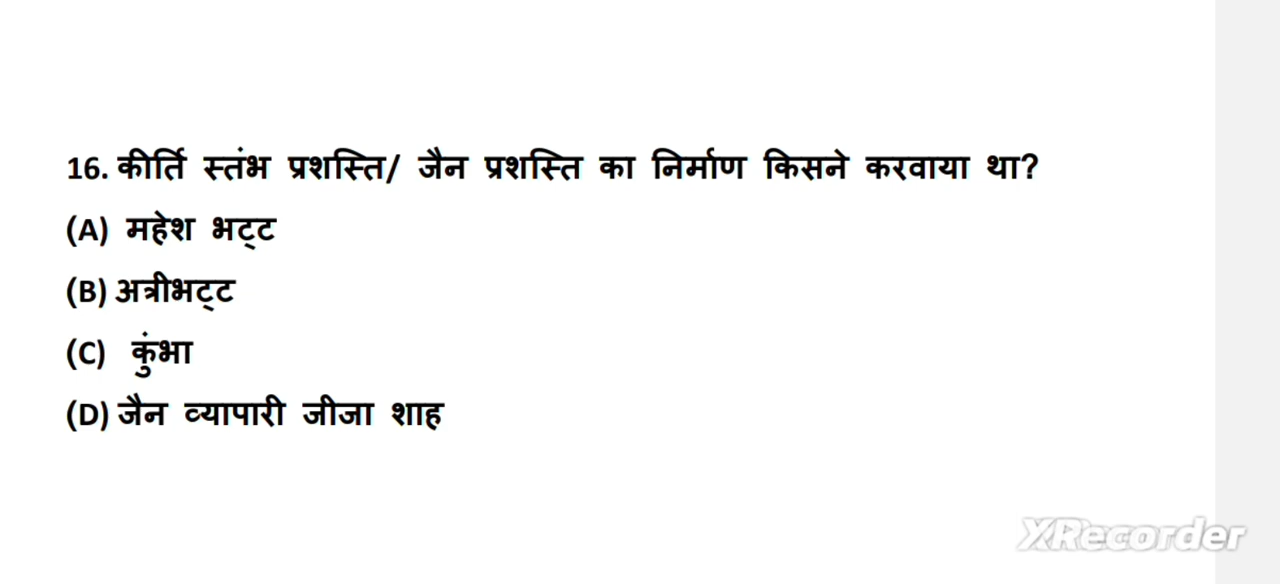 16. कीर्ति स्तंभ प्रशस्ति/ जैन प्रशस्ति का निर्माण किसने करवाया था?
(A) महेश भट्ट
(B) अत्रीभट्ट
(C) कुंभा
(D) जैन व्यापारी जीजा शाह
XRecorder